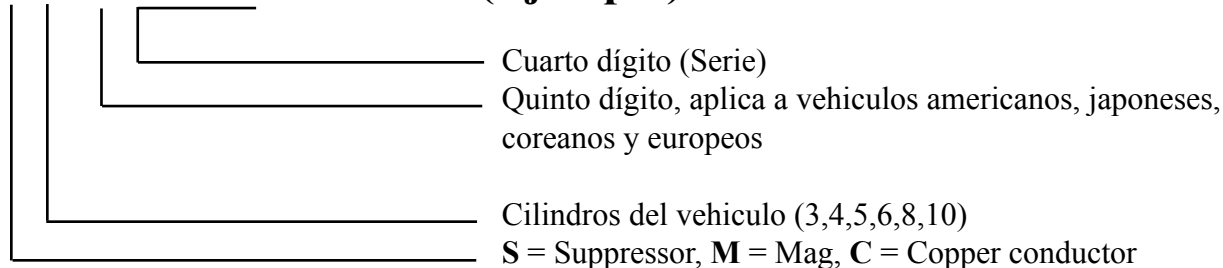 Cuarto dígito (Serie)
Quinto dígito, aplica a vehiculos americanos, japoneses,
coreanos y europeos
Cilindros del vehiculo (3,4,5,6,8,10)
S = Suppressor, M = Mag, C = Copper conductor